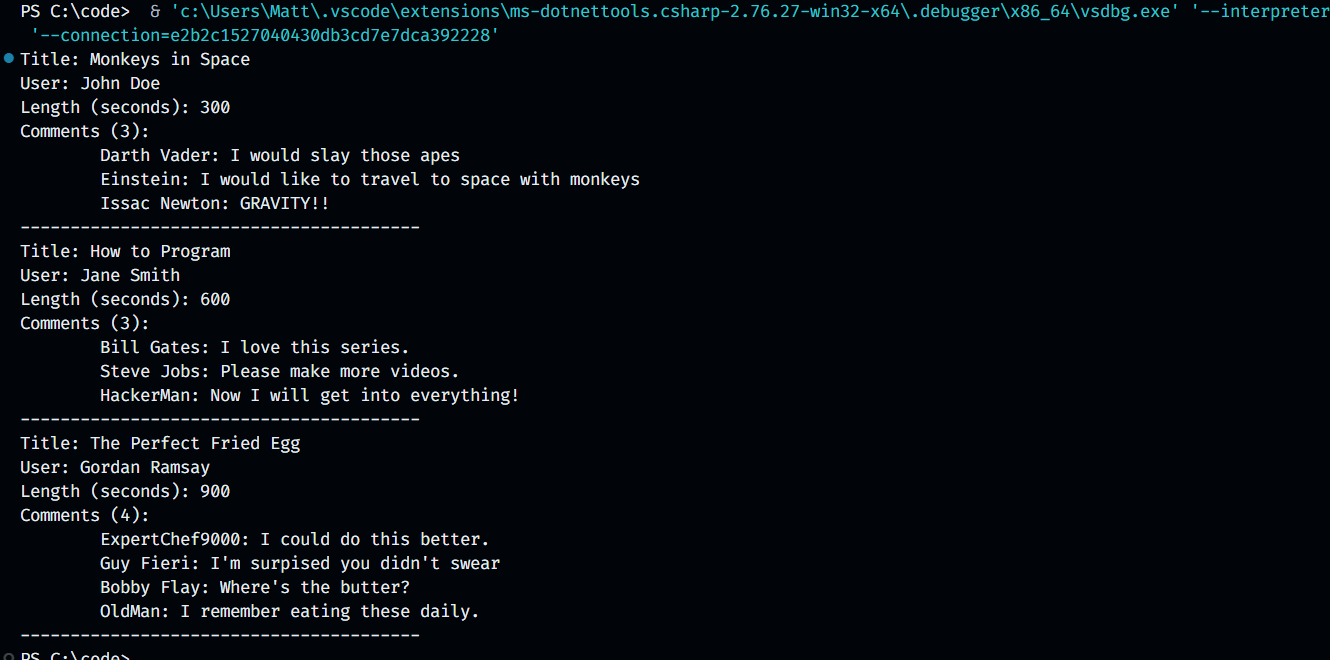 PS C:\code>  & 'c:\Users\Matt\.vscode\extensions\ms-dotnettools.csharp-2.76.27-win32-x64\.debugger\x86_64\vsdbg.exe' '--interpreter
'--connection=e2b2c1527040430db3cd7e7dca392228'
Title: Monkeys in Space
User: John Doe
Length (seconds): 300
Comments (3):
        Darth Vader: I would slay those apes
        Einstein: I would like to travel to space with monkeys
        Issac Newton: GRAVITY!!
----------------------------------------
Title: How to Program
User: Jane Smith
Length (seconds): 600
Comments (3):
        Bill Gates: I love this series.
        Steve Jobs: Please make more videos.
        HackerMan: Now I will get into everything!
----------------------------------------
Title: The Perfect Fried Egg
User: Gordan Ramsay
Length (seconds): 900
Comments (4):
        ExpertChef9000: I could do this better.
        Guy Fieri: I'm surpised you didn't swear
        Bobby Flay: Where's the butter?
        OldMan: I remember eating these daily.
----------------------------------------
PS C:\code>